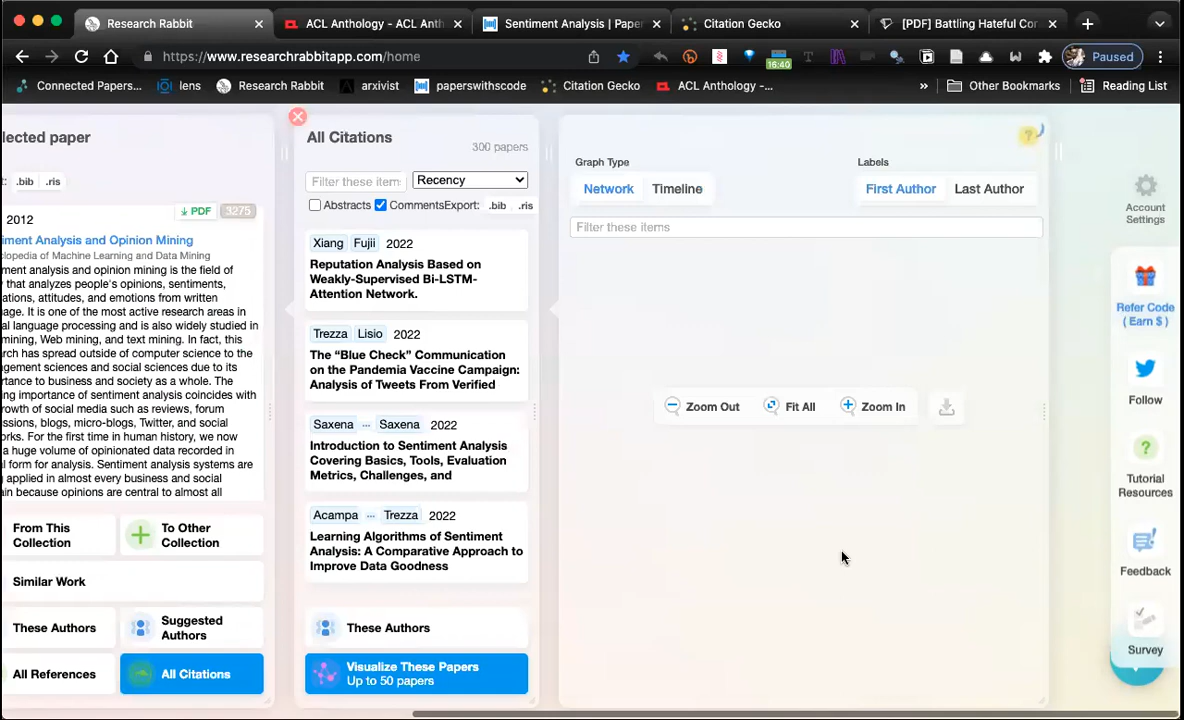 Research Rabbit
ACL Anthology - ACL Anth
Sentiment Analysis | Pape
Citation Gecko
[PDF] Battling Hateful Con
https://www.researchrabbitapp.com/home
16:40
Paused
Connected Papers...
lens
Research Rabbit
arxivist
paperswithcode
Citation Gecko
ACL Anthology -...
»
Other Bookmarks
Reading List
lected paper
t:
.bib
.ris
2012
PDF
3275
iment Analysis and Opinion Mining
clopedia of Machine Learning and Data Mining
ment analysis and opinion mining is the field of
y that analyzes people's opinions, sentiments,
ations, attitudes, and emotions from written
uage. It is one of the most active research areas in
al language processing and is also widely studied in
mining, Web mining, and text mining. In fact, this
rch has spread outside of computer science to the
agement sciences and social sciences due to its
rtance to business and society as a whole. The
ing importance of sentiment analysis coincides with
rowth of social media such as reviews, forum
ssions, blogs, micro-blogs, Twitter, and social
orks. For the first time in human history, we now
a huge volume of opinionated data recorded in
l form for analysis. Sentiment analysis systems are
g applied in almost every business and social
in because opinions are central to almost all
From This
Collection
To Other
Collection
Similar Work
These Authors
Suggested
Authors
All References
All Citations
All Citations
300 papers
Filter these items
Recency
Abstracts
Comments
Export:
.bib
.ris
Xiang Fujii 2022
Reputation Analysis Based on
Weakly-Supervised Bi-LSTM-
Attention Network.
Trezza Lisio 2022
The “Blue Check” Communication
on the Pandemic Vaccine Campaign:
Analysis of Tweets From Verified
Saxena ... Saxena 2022
Introduction to Sentiment Analysis
Covering Basics, Tools, Evaluation
Metrics, Challenges, and
Acampa ... Trezza 2022
Learning Algorithms of Sentiment
Analysis: A Comparative Approach to
Improve Data Goodness
These Authors
Visualize These Papers
Up to 50 papers
Graph Type
Network
Timeline
Labels
First Author
Last Author
Filter these items
Zoom Out
Fit All
Zoom In
Account
Settings
Refer Code
( Earn $ )
Follow
Tutorial
Resources
Feedback
Survey